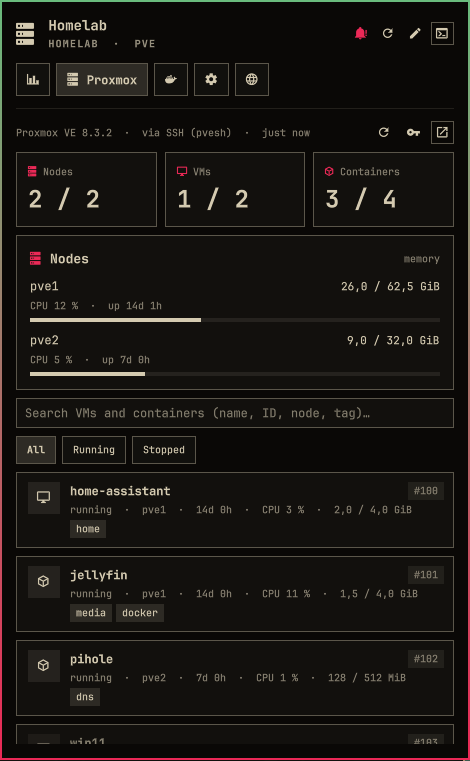 Homelab
HOMELAB · PVE
Proxmox
Proxmox VE 8.3.2 · via SSH (pvesh) · just now
Nodes
2 / 2
VMs
1 / 2
Containers
3 / 4
Nodes
memory
pve1
26,0 / 62,5 GiB
CPU 12 % · up 14d 1h
pve2
9,0 / 32,0 GiB
CPU 5 % · up 7d 0h
Search VMs and containers (name, ID, node, tag)…
All
Running
Stopped
home-assistant
#100
running · pve1 · 14d 0h · CPU 3 % · 2,0 / 4,0 GiB
home
jellyfin
#101
running · pve1 · 14d 0h · CPU 11 % · 1,5 / 4,0 GiB
media
docker
pihole
#102
running · pve2 · 7d 0h · CPU 1 % · 128 / 512 MiB
dns
win11
#103